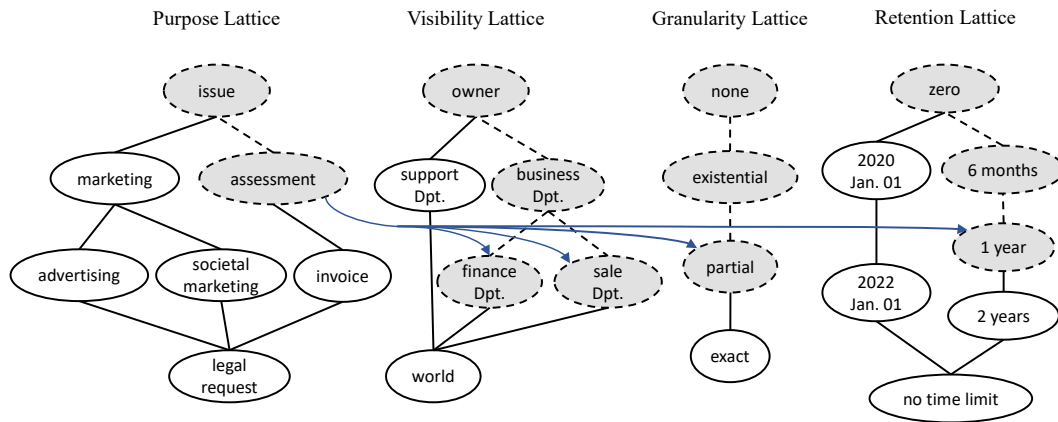 Purpose Lattice
Visibility Lattice
Granularity Lattice
Retention Lattice
issue
marketing
assessment
advertising
societal
marketing
invoice
legal
request
owner
support
Dpt.
business
Dpt.
finance
Dpt.
sale
Dpt.
world
none
existential
partial
exact
zero
2020
Jan. 01
6 months
1 year
2022
Jan. 01
2 years
no time limit